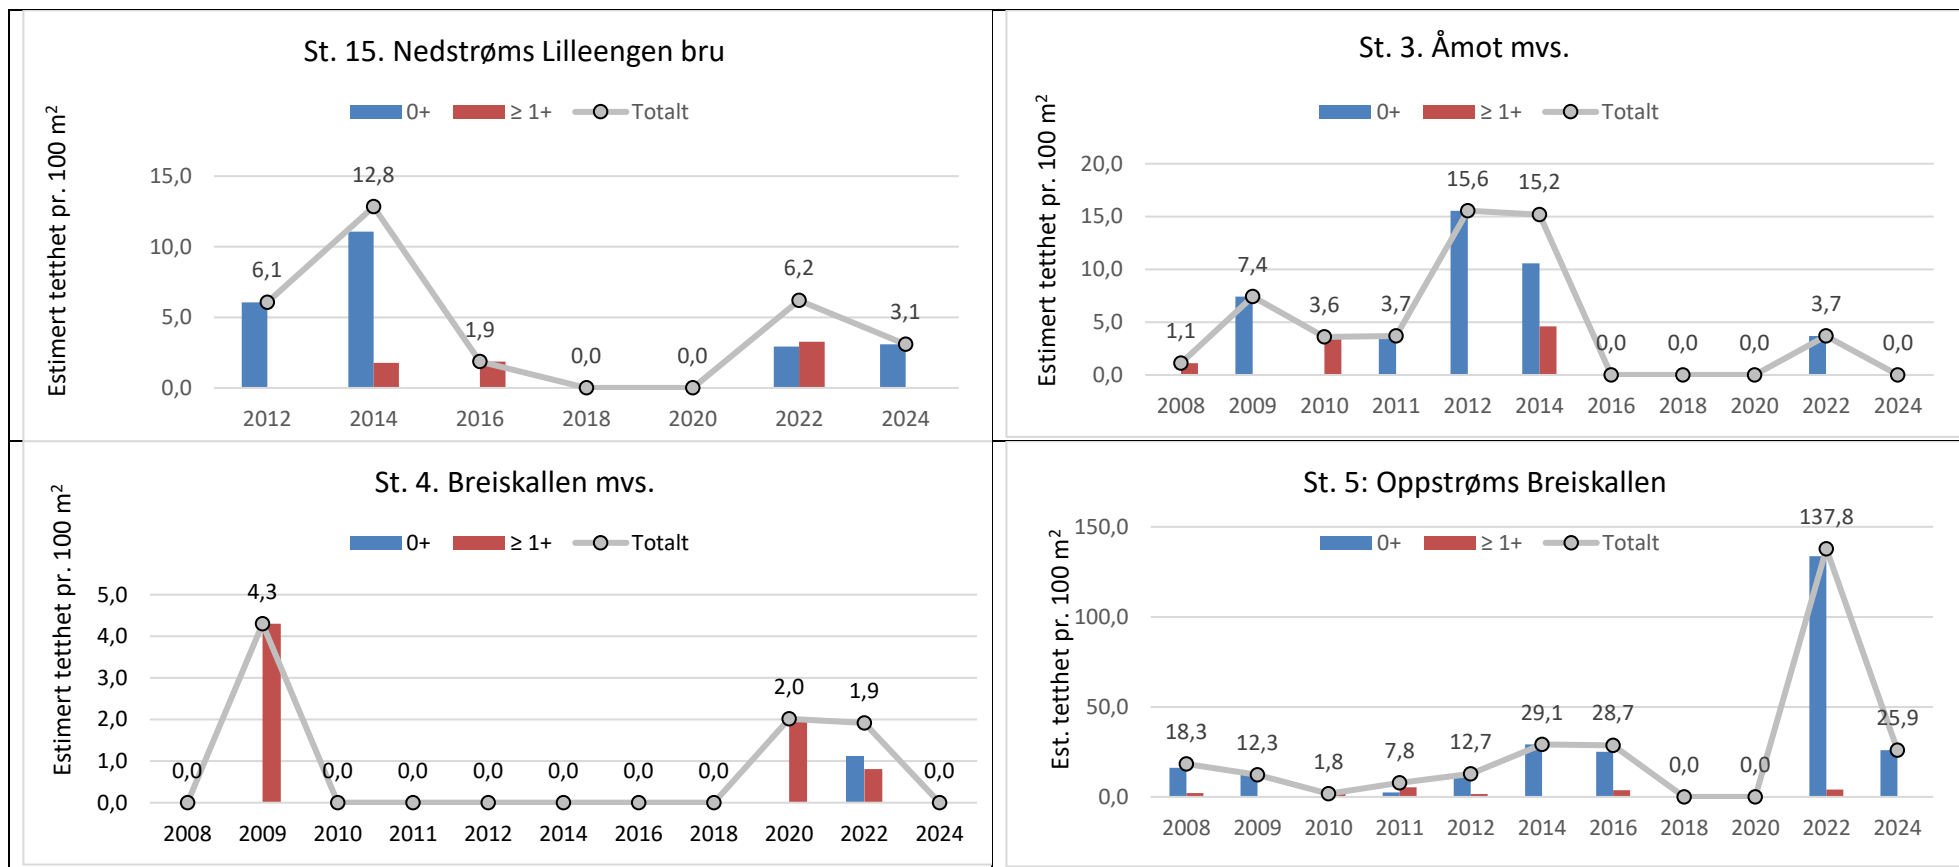 St. 15. Nedstrøms Lilleengen bru
0+ ≥ 1+ Totalt
Estimert tetthet pr. 100 m²
15,0
10,0
5,0
0,0
6,1 12,8 1,9 0,0 0,0 6,2 3,1
2012 2014 2016 2018 2020 2022 2024
St. 3. Åmot mvs.
0+ ≥ 1+ Totalt
Estimert tetthet pr. 100 m²
20,0
15,0
10,0
5,0
0,0
1,1 7,4 3,6 3,7 15,6 15,2 0,0 0,0 0,0 3,7 0,0
2008 2009 2010 2011 2012 2014 2016 2018 2020 2022 2024
St. 4. Breiskallen mvs.
0+ ≥ 1+ Totalt
Estimert tetthet pr. 100 m²
5,0
4,0
3,0
2,0
1,0
0,0
0,0 4,3 0,0 0,0 0,0 0,0 0,0 0,0 2,0 1,9 0,0
2008 2009 2010 2011 2012 2014 2016 2018 2020 2022 2024
St. 5: Oppstrøms Breiskallen
0+ ≥ 1+ Totalt
Est. tetthet pr. 100 m²
150,0
100,0
50,0
0,0
18,3 12,3 1,8 7,8 12,7 29,1 28,7 0,0 0,0 137,8 25,9
2008 2009 2010 2011 2012 2014 2016 2018 2020 2022 2024